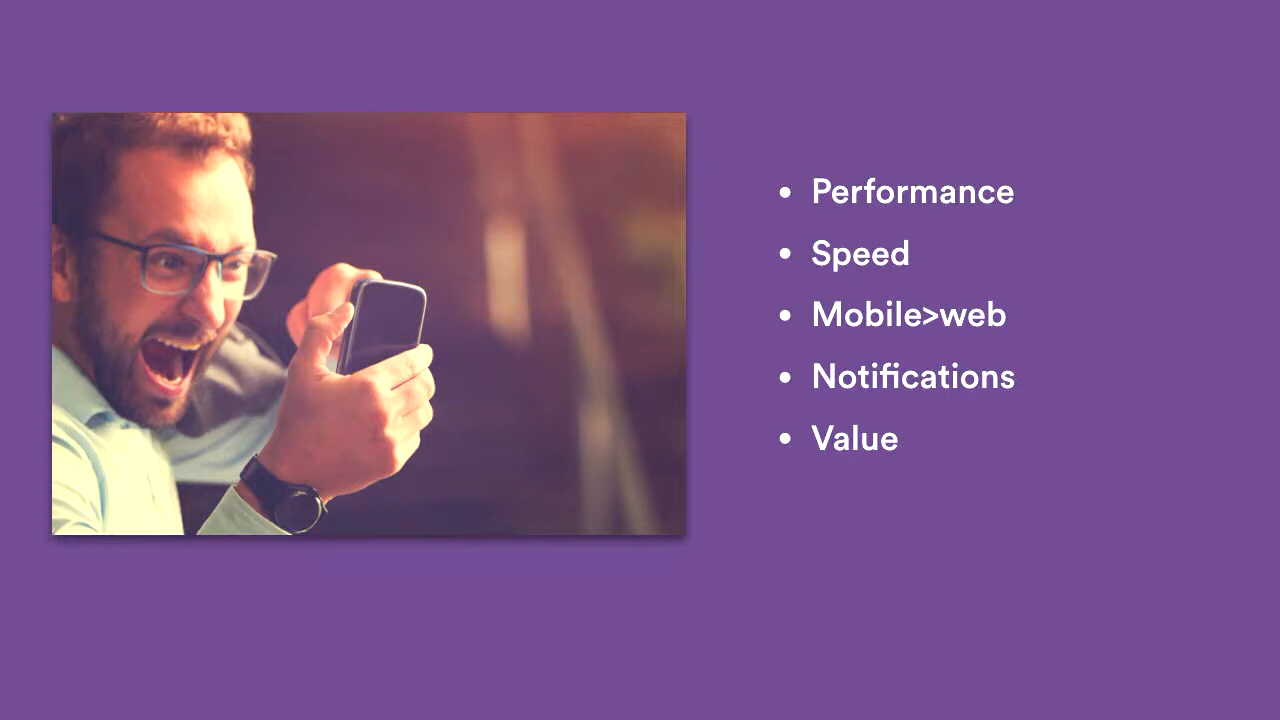 • Performance
• Speed
• Mobile>web
• Notifications
• Value